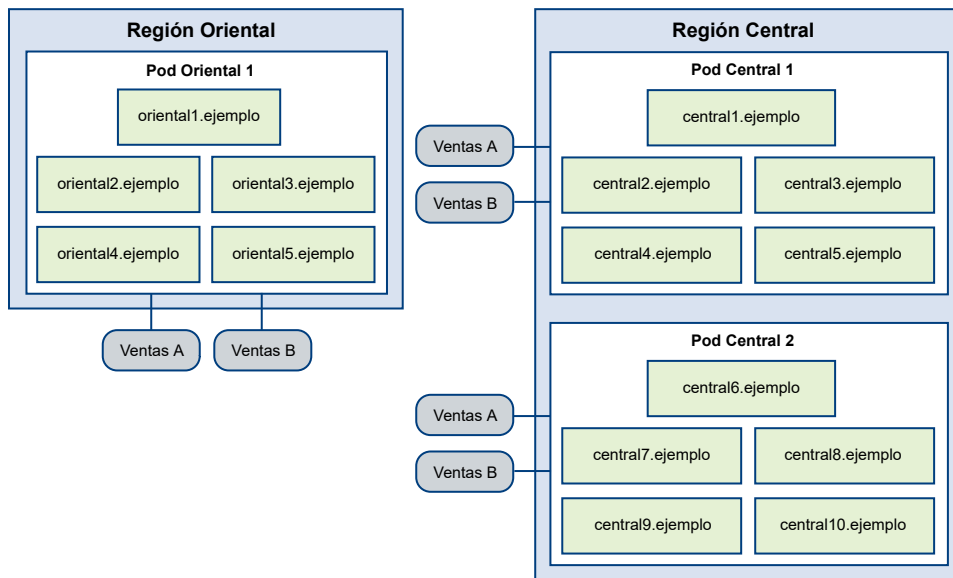 Región Oriental
Pod Oriental 1
oriental1.ejemplo
oriental2.ejemplo
oriental3.ejemplo
oriental4.ejemplo
oriental5.ejemplo
Ventas A
Ventas B
Región Central
Pod Central 1
central1.ejemplo
Ventas A
central2.ejemplo
central3.ejemplo
Ventas B
central4.ejemplo
central5.ejemplo
Pod Central 2
central6.ejemplo
Ventas A
central7.ejemplo
central8.ejemplo
Ventas B
central9.ejemplo
central10.ejemplo